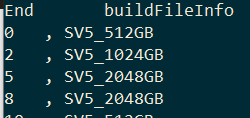 End buildFileInfo
0 , SV5_512GB
2 , SV5_1024GB
5 , SV5_2048GB
8 , SV5_2048GB